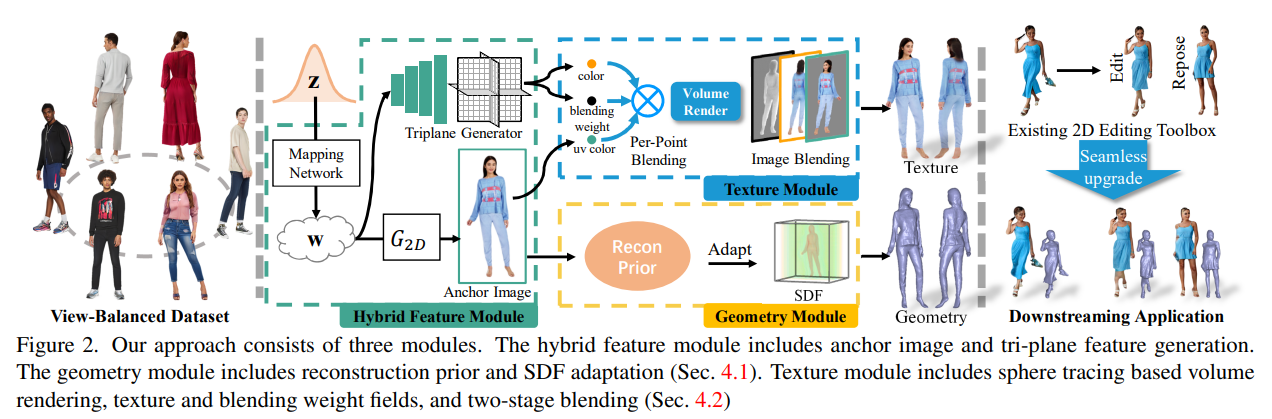 View-Balanced Dataset
z
Mapping
Network
w
Triplane Generator
G2D
Anchor Image
Hybrid Feature Module
color
blending
weight
uv color
Per-Point
Blending
Volume
Render
Image Blending
Texture Module
Recon
Prior
Adapt
SDF
Geometry Module
Texture
Geometry
Edit
Repose
Existing 2D Editing Toolbox
Seamless
upgrade
Downstreaming Application
Figure 2. Our approach consists of three modules. The hybrid feature module includes anchor image and tri-plane feature generation.
The geometry module includes reconstruction prior and SDF adaptation (Sec. 4.1). Texture module includes sphere tracing based volume
rendering, texture and blending weight fields, and two-stage blending (Sec. 4.2)